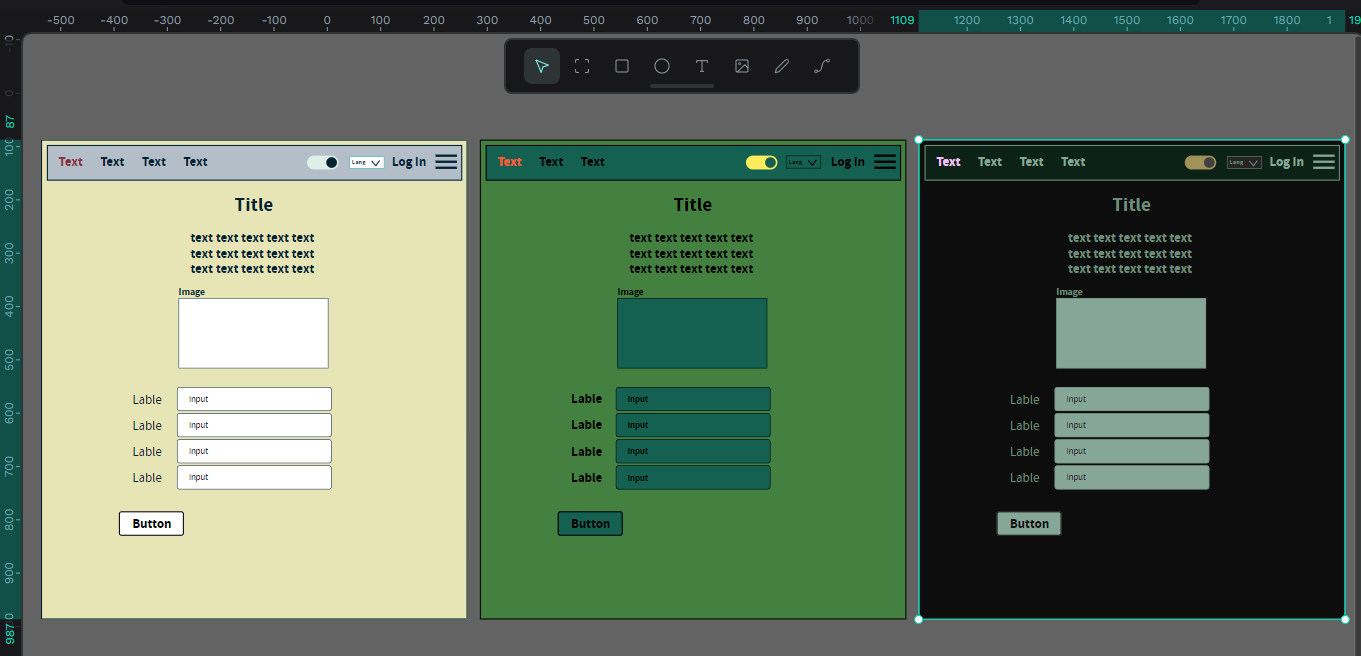 -500 -400 -300 -200 -100 0 100 200 300 400 500 600 700 800 900 1000 1109 1200 1300 1400 1500 1600 1700 1800 1 19
-10
0
87
100
200
300
400
500
600
700
800
900
987
T
Text Text Text Text Lang Log In
Title
text text text text text
text text text text text
text text text text text
Image
Lable Input
Lable Input
Lable Input
Lable Input
Button
Text Text Text Lang Log In
Title
text text text text text
text text text text text
text text text text text
Image
Lable Input
Lable Input
Lable Input
Lable Input
Button
Text Text Text Text Lang Log In
Title
text text text text text
text text text text text
text text text text text
Image
Lable Input
Lable Input
Lable Input
Lable Input
Button